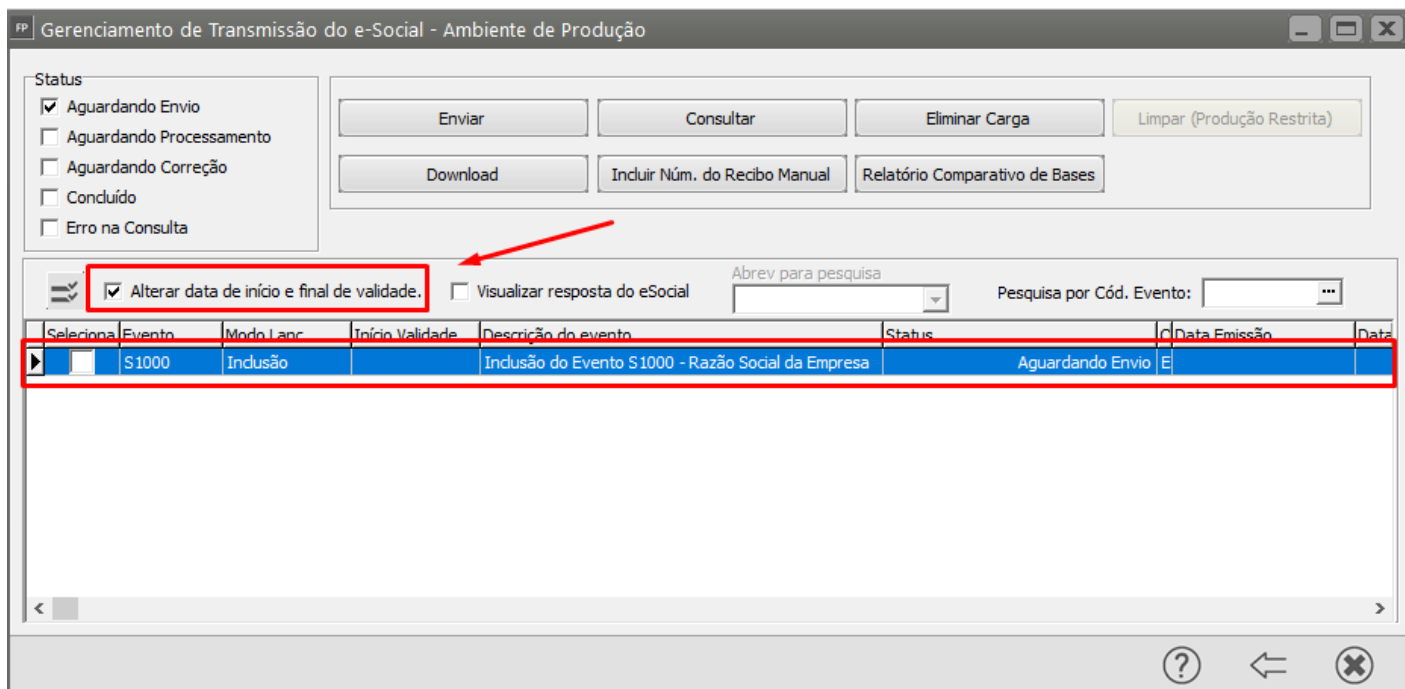 FP Gerenciamento de Transmissão do e-Social - Ambiente de Produção
Status
Aguardando Envio
Aguardando Processamento
Aguardando Correção
Concluído
Erro na Consulta
Enviar Consultar Eliminar Carga Limpar (Produção Restrita)
Download Incluir Núm. do Recibo Manual Relatório Comparativo de Bases
Alterar data de início e final de validade. Visualizar resposta do eSocial Abrev para pesquisa Pesquisa por Cód. Evento: ...
Seleciona Evento Modo Lanc Início Validade Descrição do evento Status C Data Emissão Data
S1000 Inclusão Inclusão do Evento S1000 - Razão Social da Empresa Aguardando Envio E
?